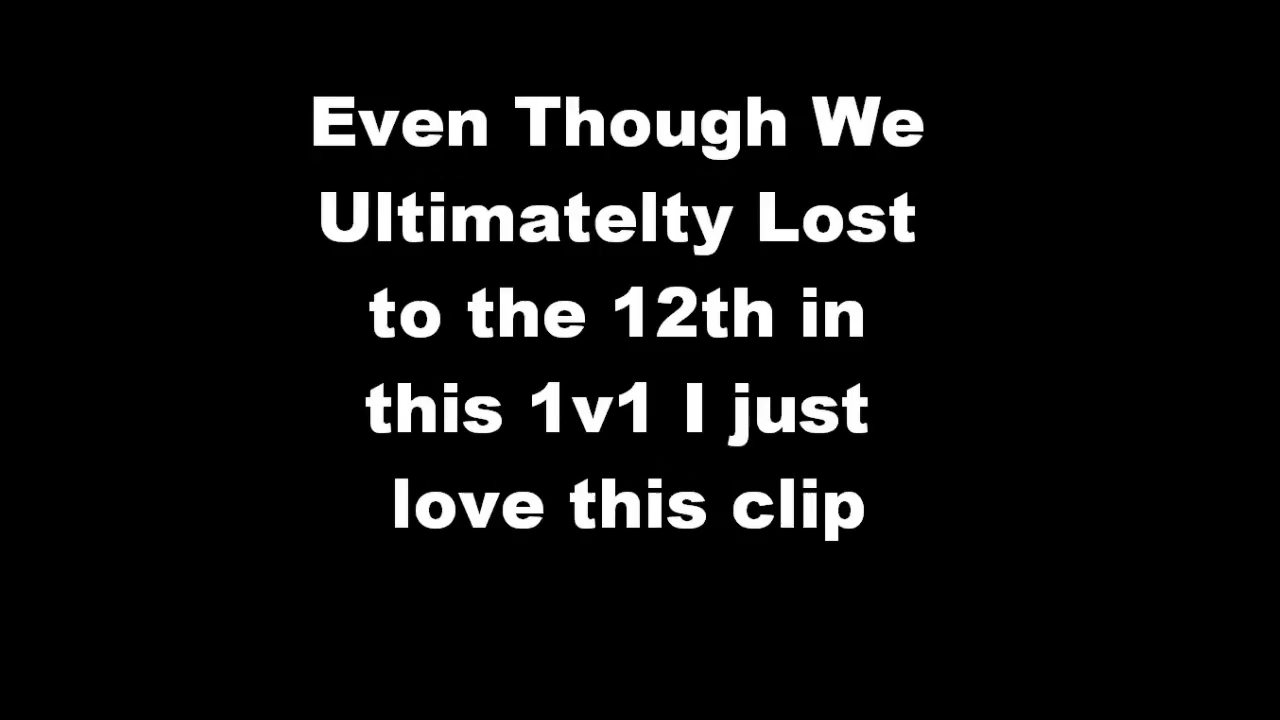 Even Though We
Ultimatelty Lost
to the 12th in
this 1v1 I just
love this clip